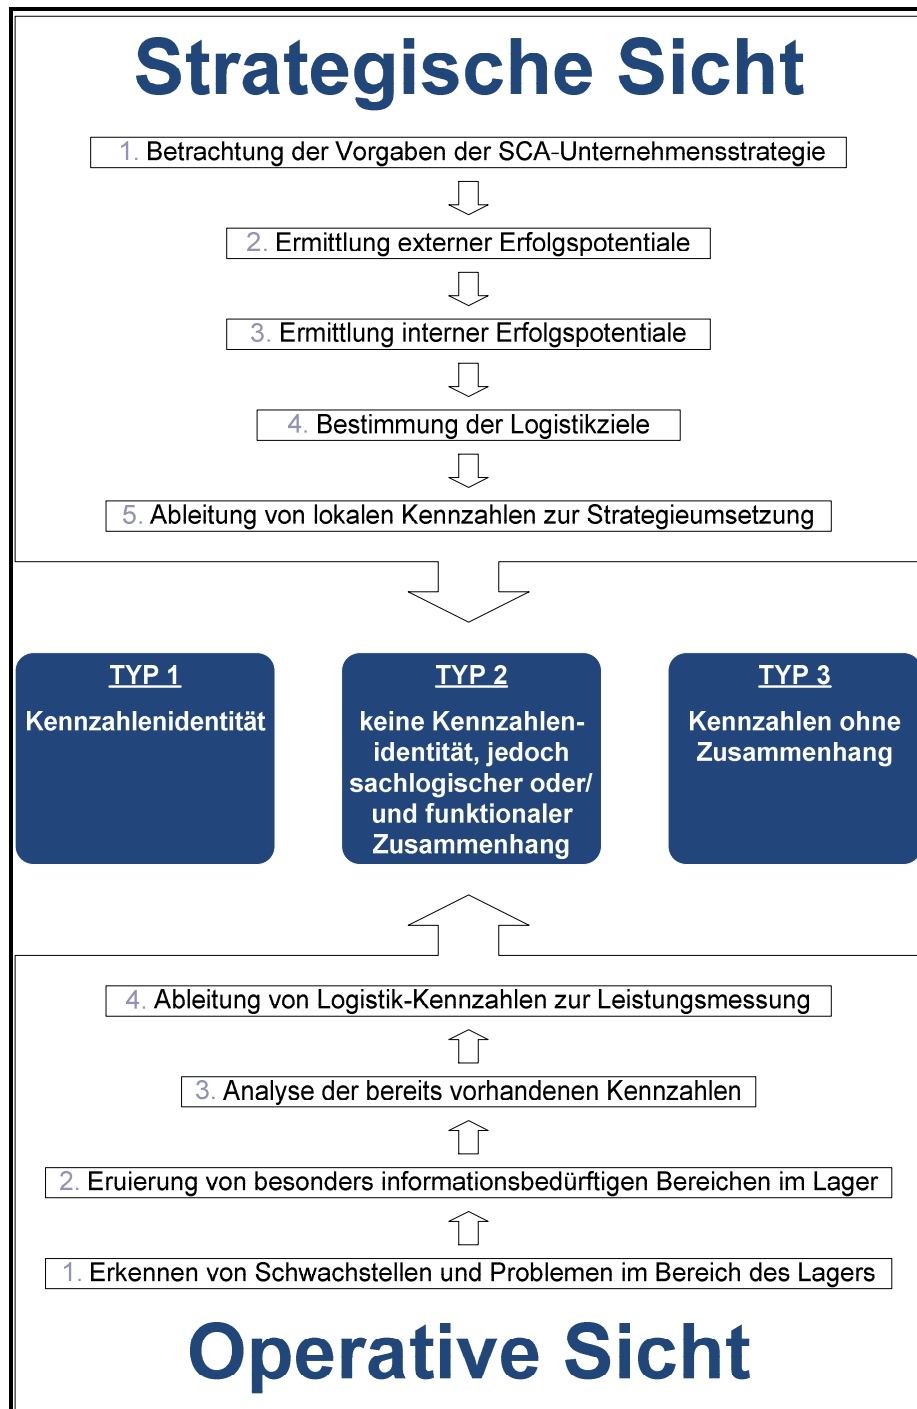 Strategische Sicht
1. Betrachtung der Vorgaben der SCA-Unternehmensstrategie
2. Ermittlung externer Erfolgspotentiale
3. Ermittlung interner Erfolgspotentiale
4. Bestimmung der Logistikziele
5. Ableitung von lokalen Kennzahlen zur Strategieumsetzung
TYP 1
Kennzahlenidentität
TYP 2
keine Kennzahlen-
identität, jedoch
sachlogischer oder/
und funktionaler
Zusammenhang
TYP 3
Kennzahlen ohne
Zusammenhang
4. Ableitung von Logistik-Kennzahlen zur Leistungsmessung
3. Analyse der bereits vorhandenen Kennzahlen
2. Eruierung von besonders informationsbedürftigen Bereichen im Lager
1. Erkennen von Schwachstellen und Problemen im Bereich des Lagers
Operative Sicht